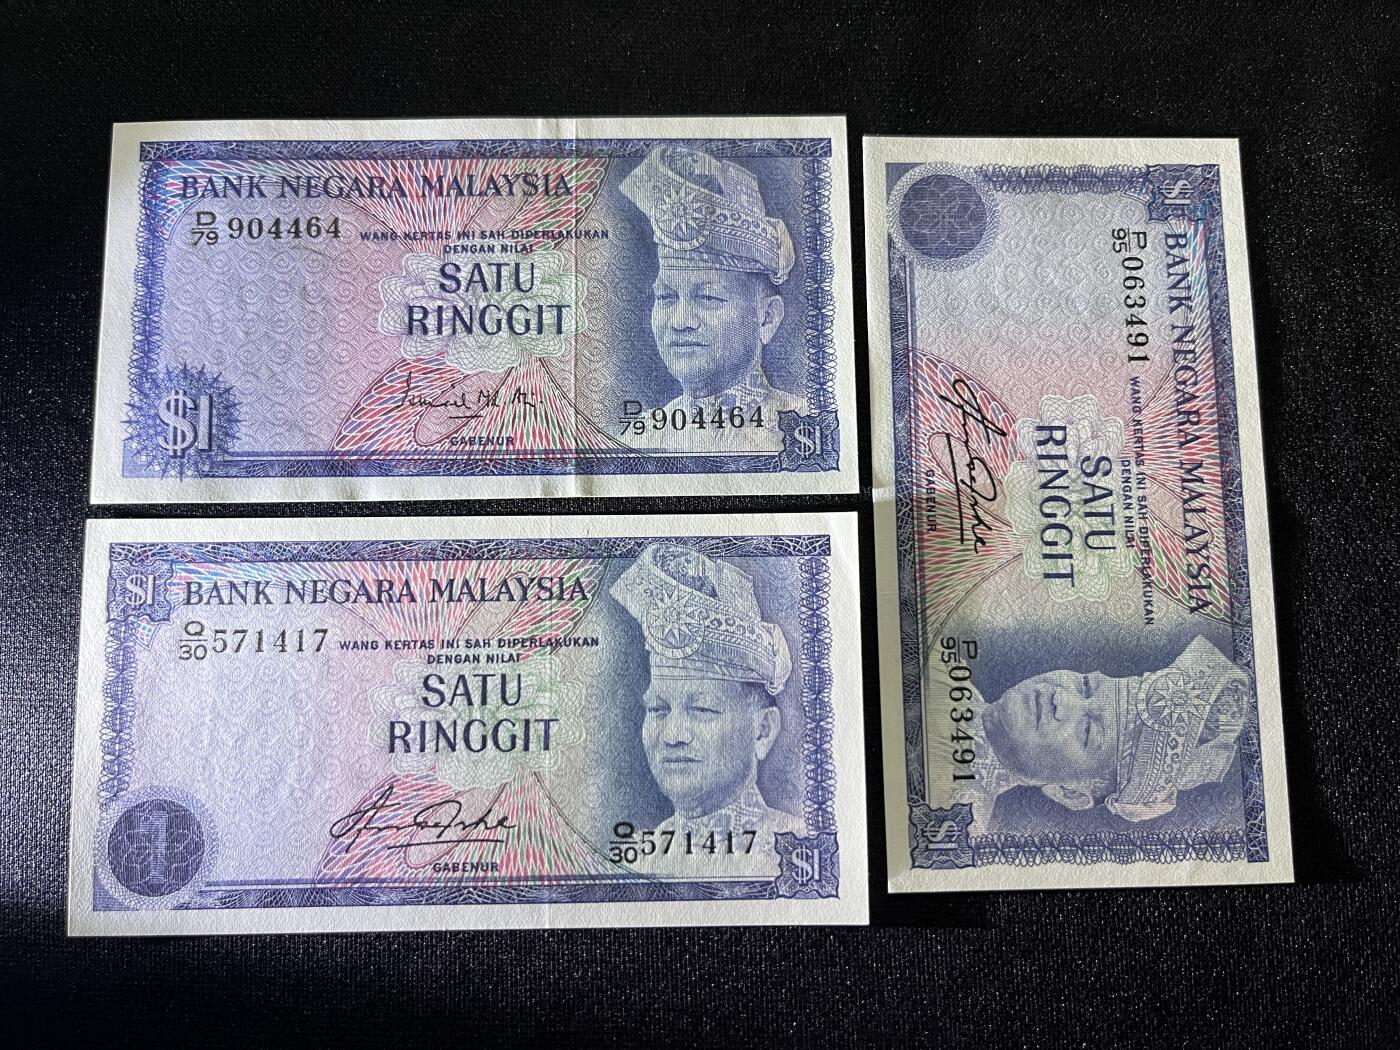 BANK NEGARA MALAYSIA
D/79 904464
WANG KERTAS INI SAH DIPERLAKUKAN
DENGAN NILAI
SATU
RINGGIT
GABENUR
D/79 904464
$1
$1
$1
BANK NEGARA MALAYSIA
Q/30 571417
WANG KERTAS INI SAH DIPERLAKUKAN
DENGAN NILAI
SATU
RINGGIT
GABENUR
Q/30 571417
1
$1
$1
BANK NEGARA MALAYSIA
P/95 063491
WANG KERTAS INI SAH DIPERLAKUKAN
DENGAN NILAI
SATU
RINGGIT
GABENUR
P/95 063491
$1